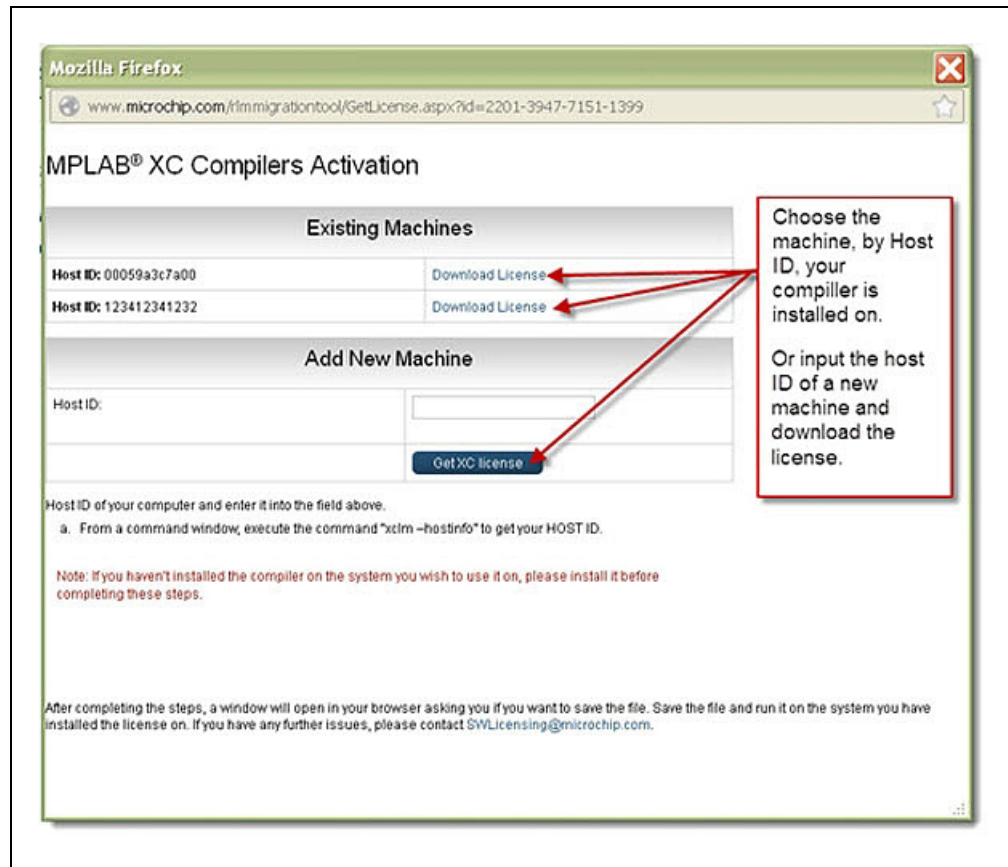 Mozilla Firefox
www.microchip.com/rlmmigrationtool/GetLicense.aspx?id=2201-3947-7151-1399
MPLAB® XC Compilers Activation
Existing Machines
Host ID: 00059a3c7a00 Download License
Host ID: 123412341232 Download License
Add New Machine
Host ID:
Get XC license
Host ID of your computer and enter it into the field above.
a. From a command window, execute the command "xclm –hostinfo" to get your HOST ID.
Note: If you haven't installed the compiler on the system you wish to use it on, please install it before
completing these steps.
After completing the steps, a window will open in your browser asking you if you want to save the file. Save the file and run it on the system you have
installed the license on. If you have any further issues, please contact SWLicensing@microchip.com.
Choose the
machine, by Host
ID, your
compiller is
installed on.
Or input the host
ID of a new
machine and
download the
license.